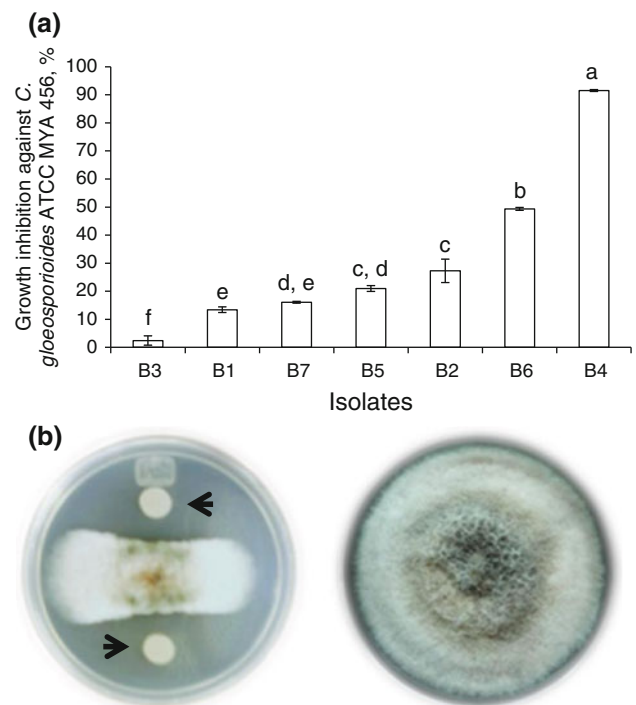 (a)
Growth inhibition against C.
gloeosporioides ATCC MYA 456, %
100
90
80
70
60
50
40
30
20
10
0
f
e
d, e
c, d
c
b
a
B3 B1 B7 B5 B2 B6 B4
Isolates
(b)